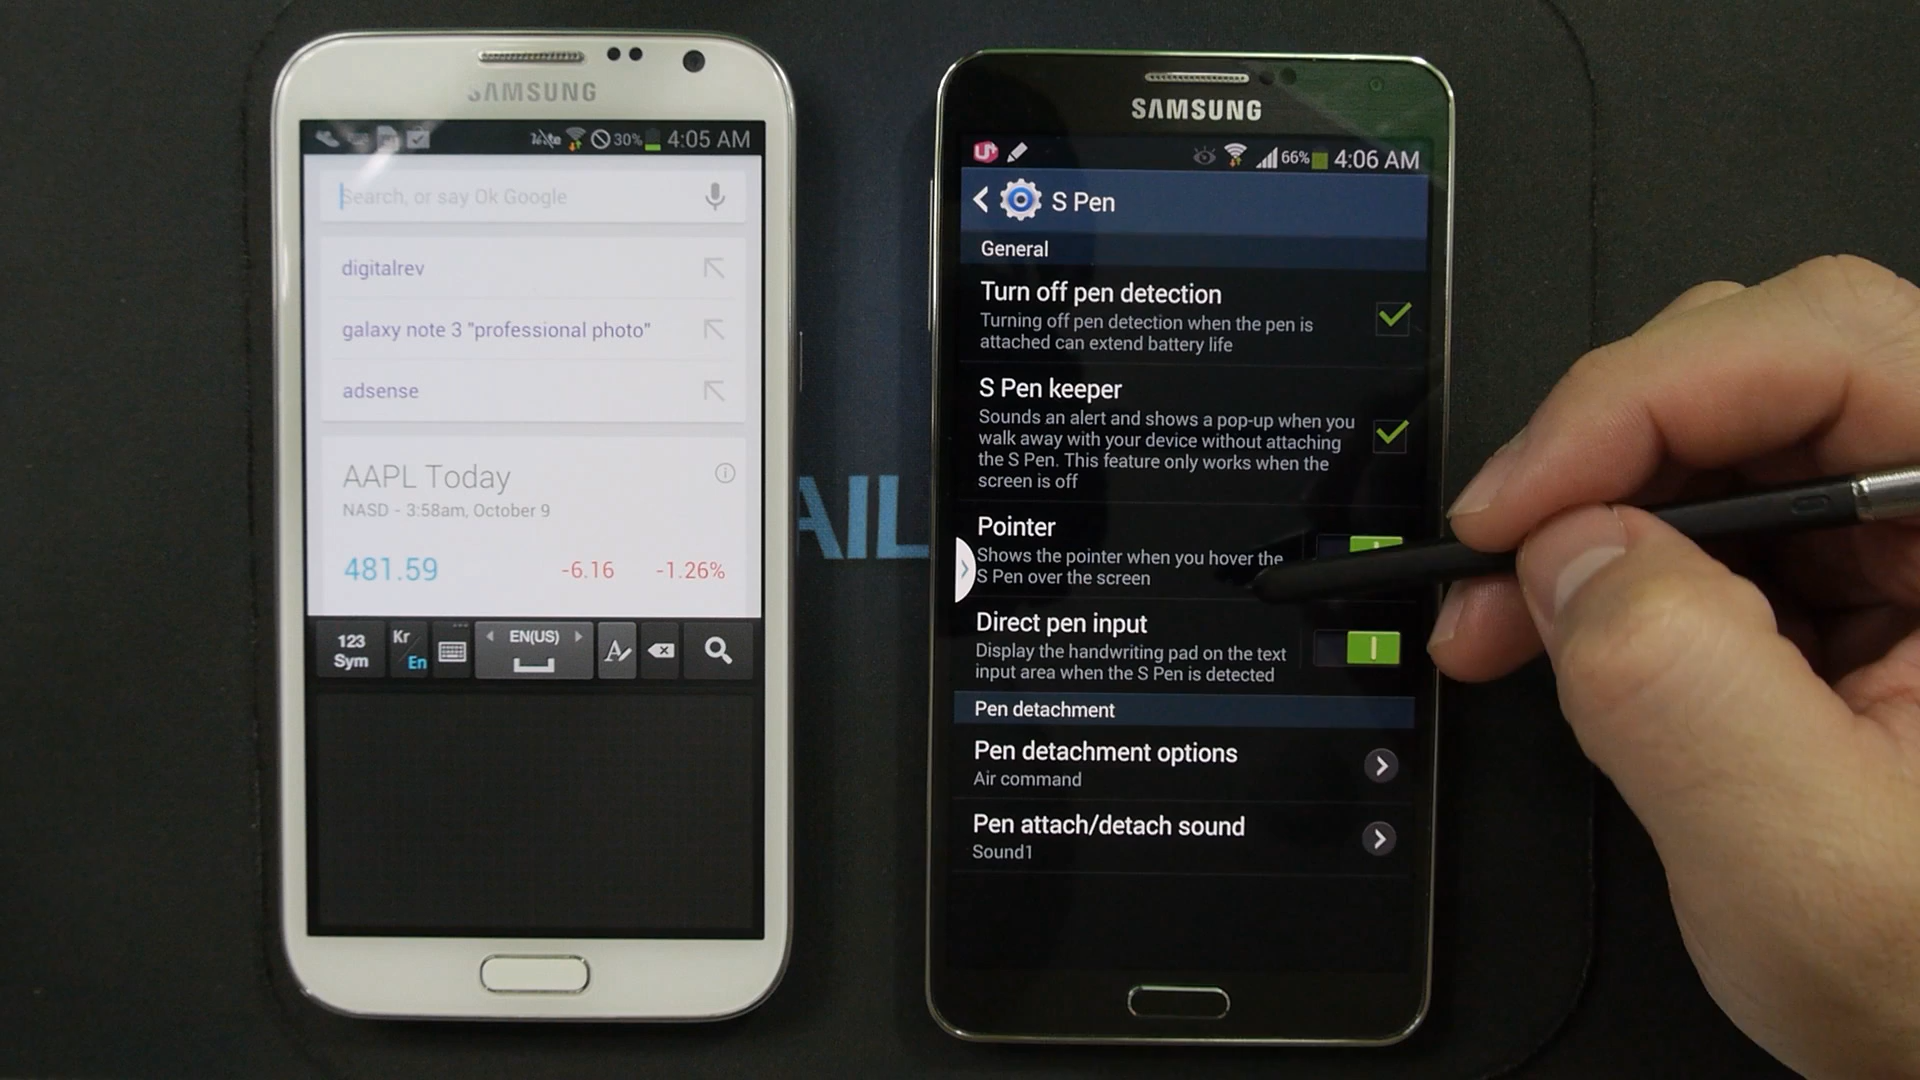 SAMSUNG
30% 4:05 AM
Search, or say Ok Google
digitalrev
galaxy note 3 "professional photo"
adsense
AAPL Today
NASD - 3:58am, October 9
481.59 -6.16 -1.26%
123
Sym
Kr
En
EN(US)
AIL
SAMSUNG
U+ 66% 4:06 AM
S Pen
General
Turn off pen detection
Turning off pen detection when the pen is
attached can extend battery life
S Pen keeper
Sounds an alert and shows a pop-up when you
walk away with your device without attaching
the S Pen. This feature only works when the
screen is off
Pointer
Shows the pointer when you hover the
S Pen over the screen
Direct pen input
Display the handwriting pad on the text
input area when the S Pen is detected
Pen detachment
Pen detachment options
Air command
Pen attach/detach sound
Sound1